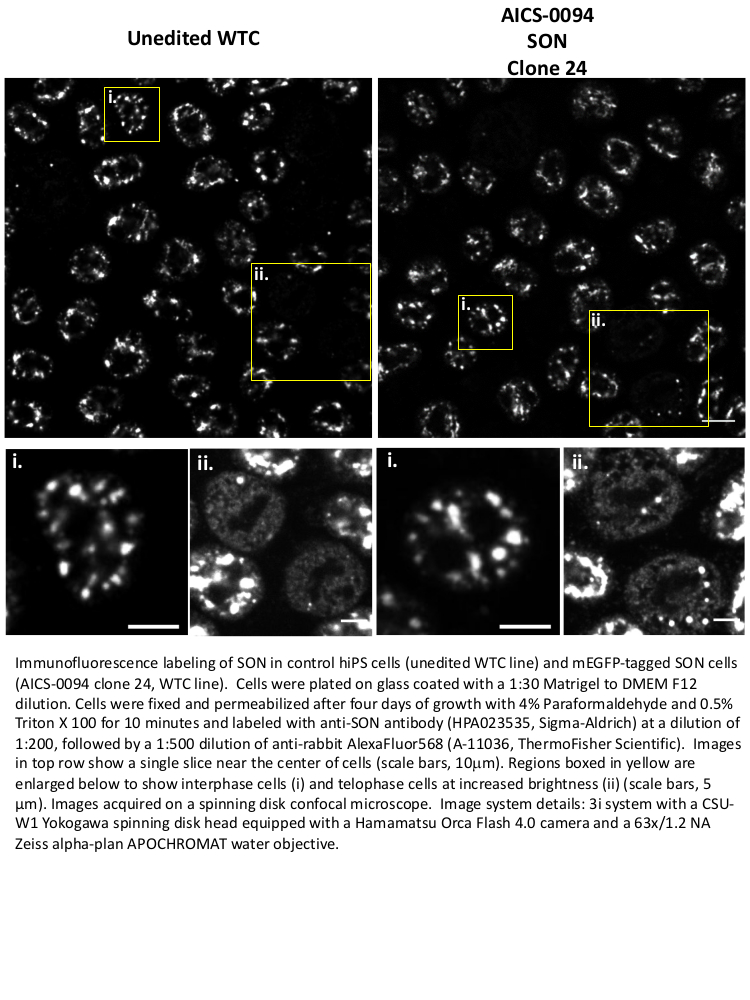 Unedited WTC
AICS-0094
SON
Clone 24
i.
ii.
i.
ii.
i.
ii.
i.
ii.
Immunofluorescence labeling of SON in control hiPS cells (unedited WTC line) and mEGFP-tagged SON cells
(AICS-0094 clone 24, WTC line).  Cells were plated on glass coated with a 1:30 Matrigel to DMEM F12
dilution. Cells were fixed and permeabilized after four days of growth with 4% Paraformaldehyde and 0.5%
Triton X 100 for 10 minutes and labeled with anti-SON antibody (HPA023535, Sigma-Aldrich) at a dilution of
1:200, followed by a 1:500 dilution of anti-rabbit AlexaFluor568 (A-11036, ThermoFisher Scientific).  Images
in top row show a single slice near the center of cells (scale bars, 10μm). Regions boxed in yellow are
enlarged below to show interphase cells (i) and telophase cells at increased brightness (ii) (scale bars, 5
μm). Images acquired on a spinning disk confocal microscope.  Image system details: 3i system with a CSU-
W1 Yokogawa spinning disk head equipped with a Hamamatsu Orca Flash 4.0 camera and a 63x/1.2 NA
Zeiss alpha-plan APOCHROMAT water objective.